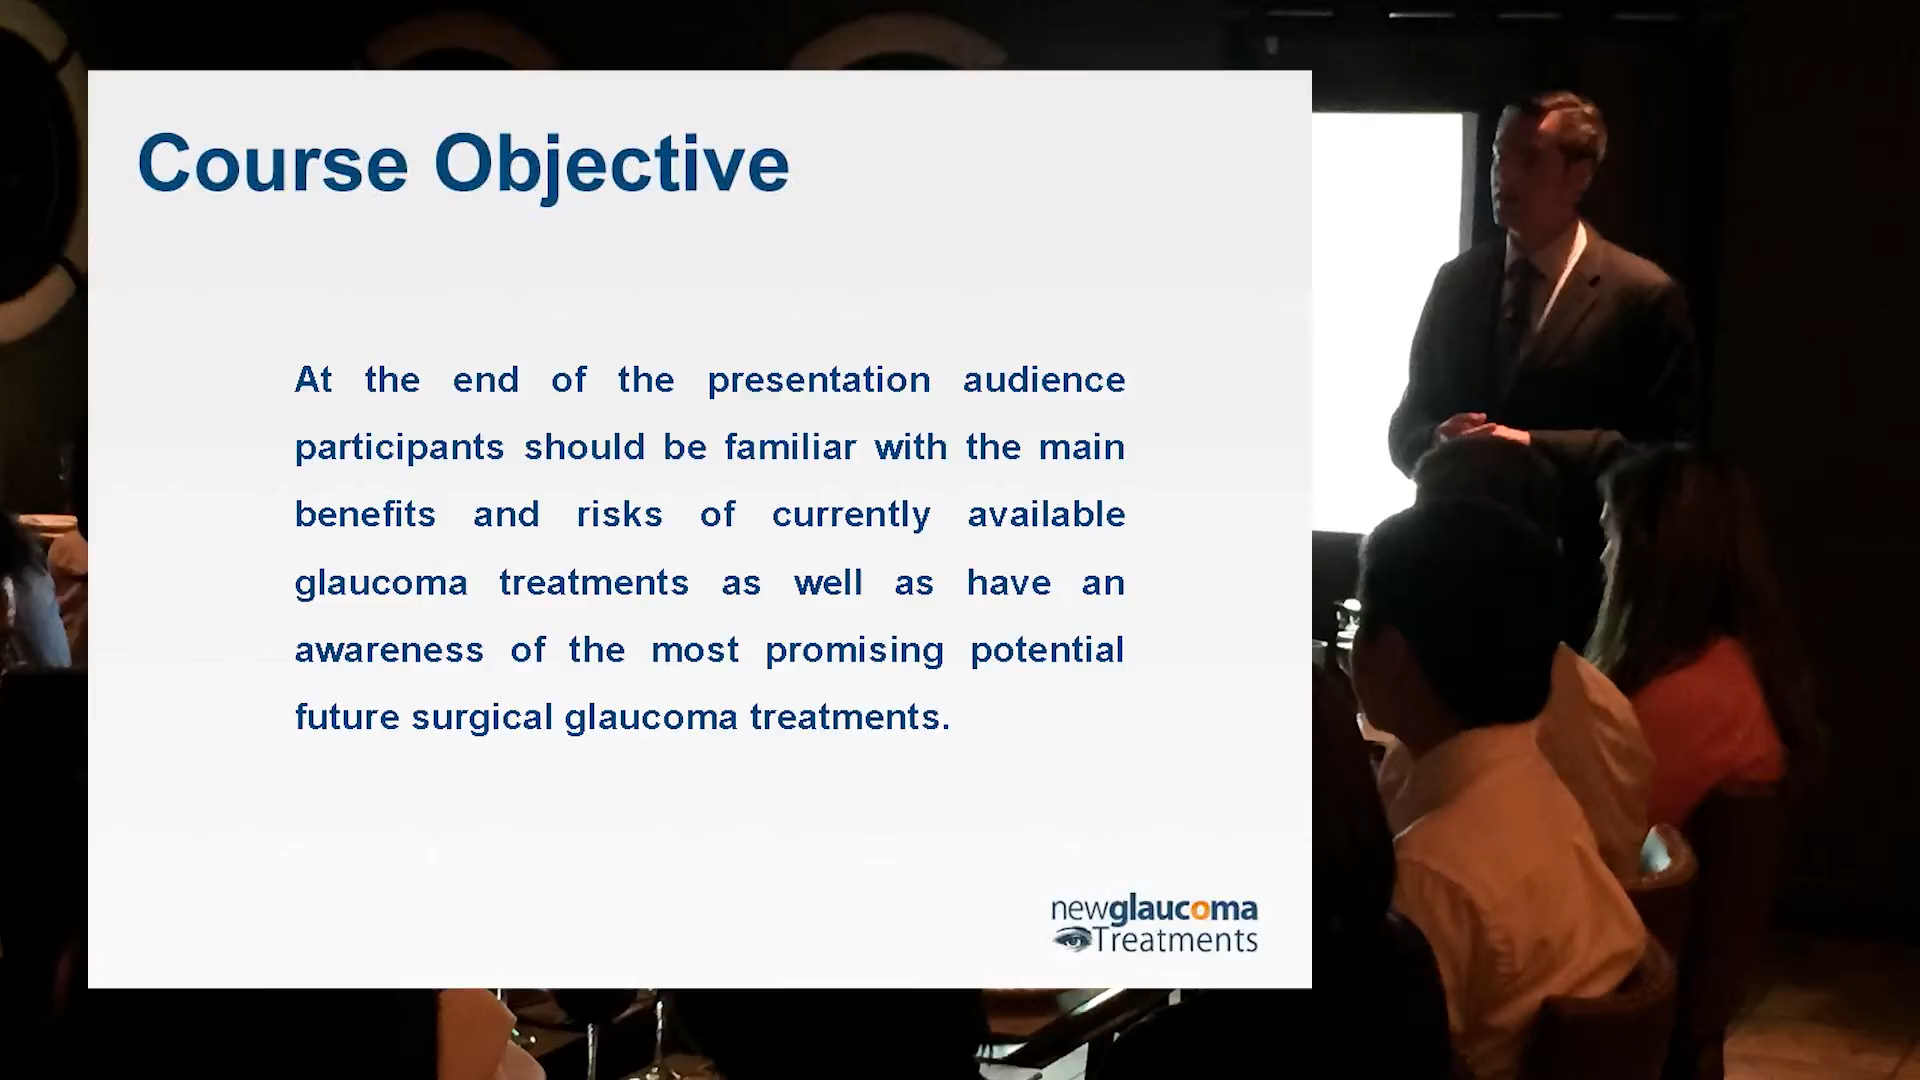 Course Objective
At the end of the presentation audience
participants should be familiar with the main
benefits and risks of currently available
glaucoma treatments as well as have an
awareness of the most promising potential
future surgical glaucoma treatments.
newglaucoma
Treatments